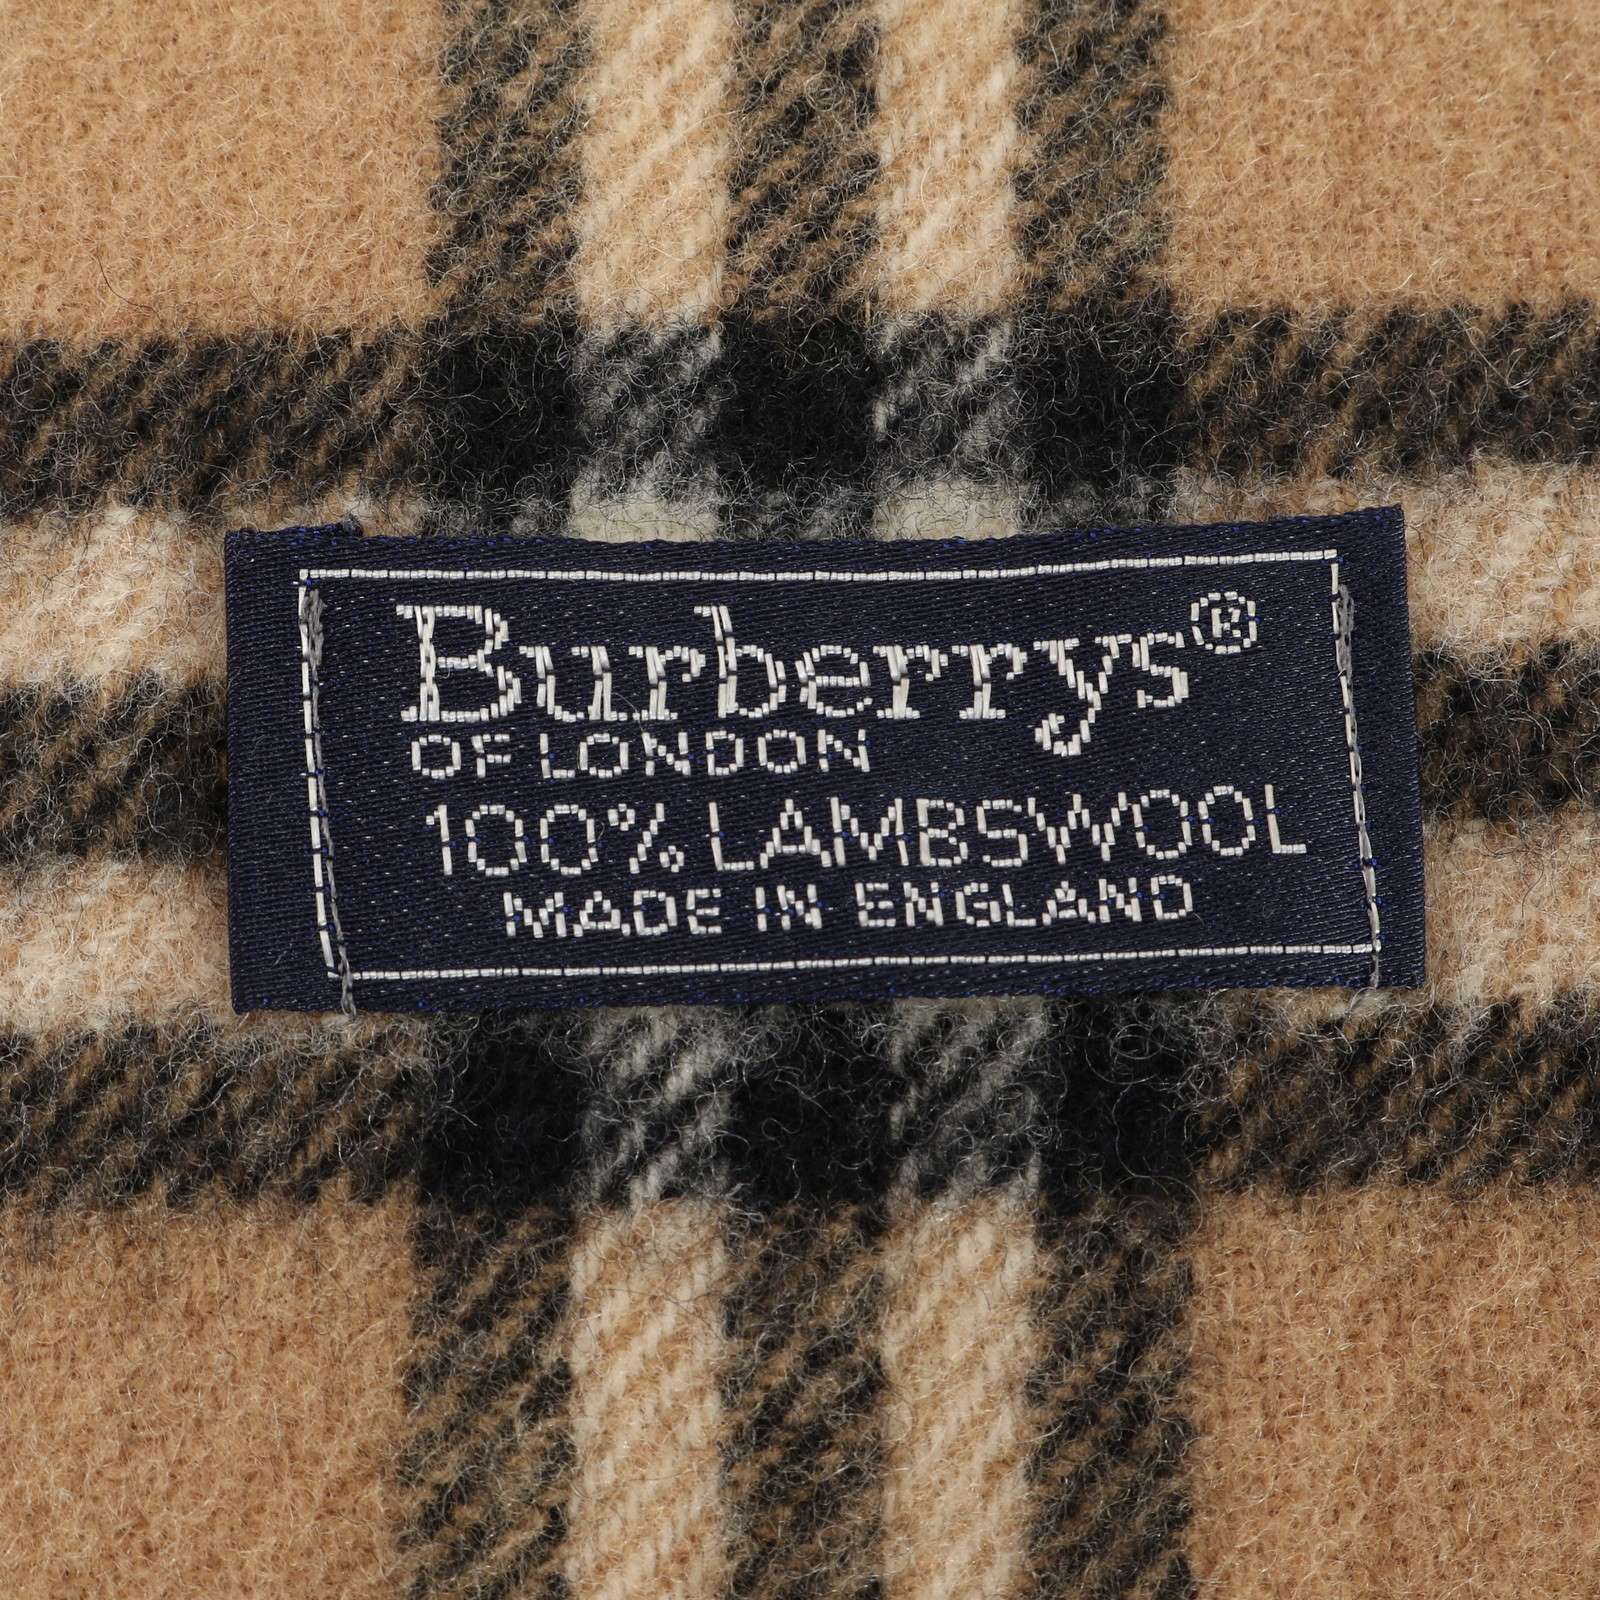 Burberrys®
OF LONDON
100% LAMBSWOOL
MADE IN ENGLAND